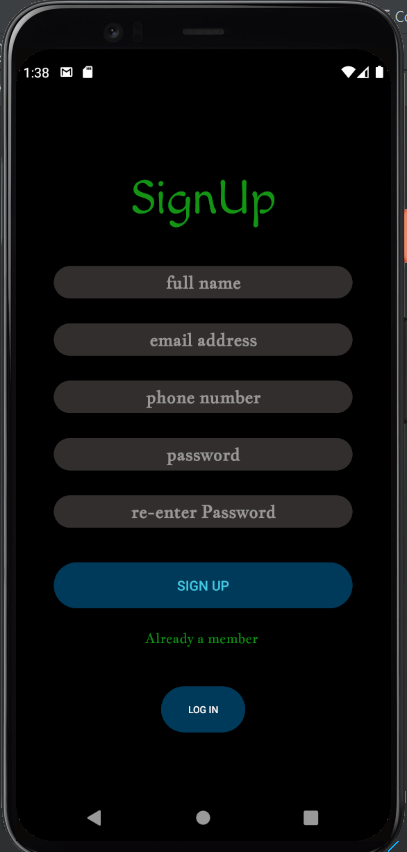 1:38
SignUp
full name
email address
phone number
password
re-enter Password
SIGN UP
Already a member
LOG IN